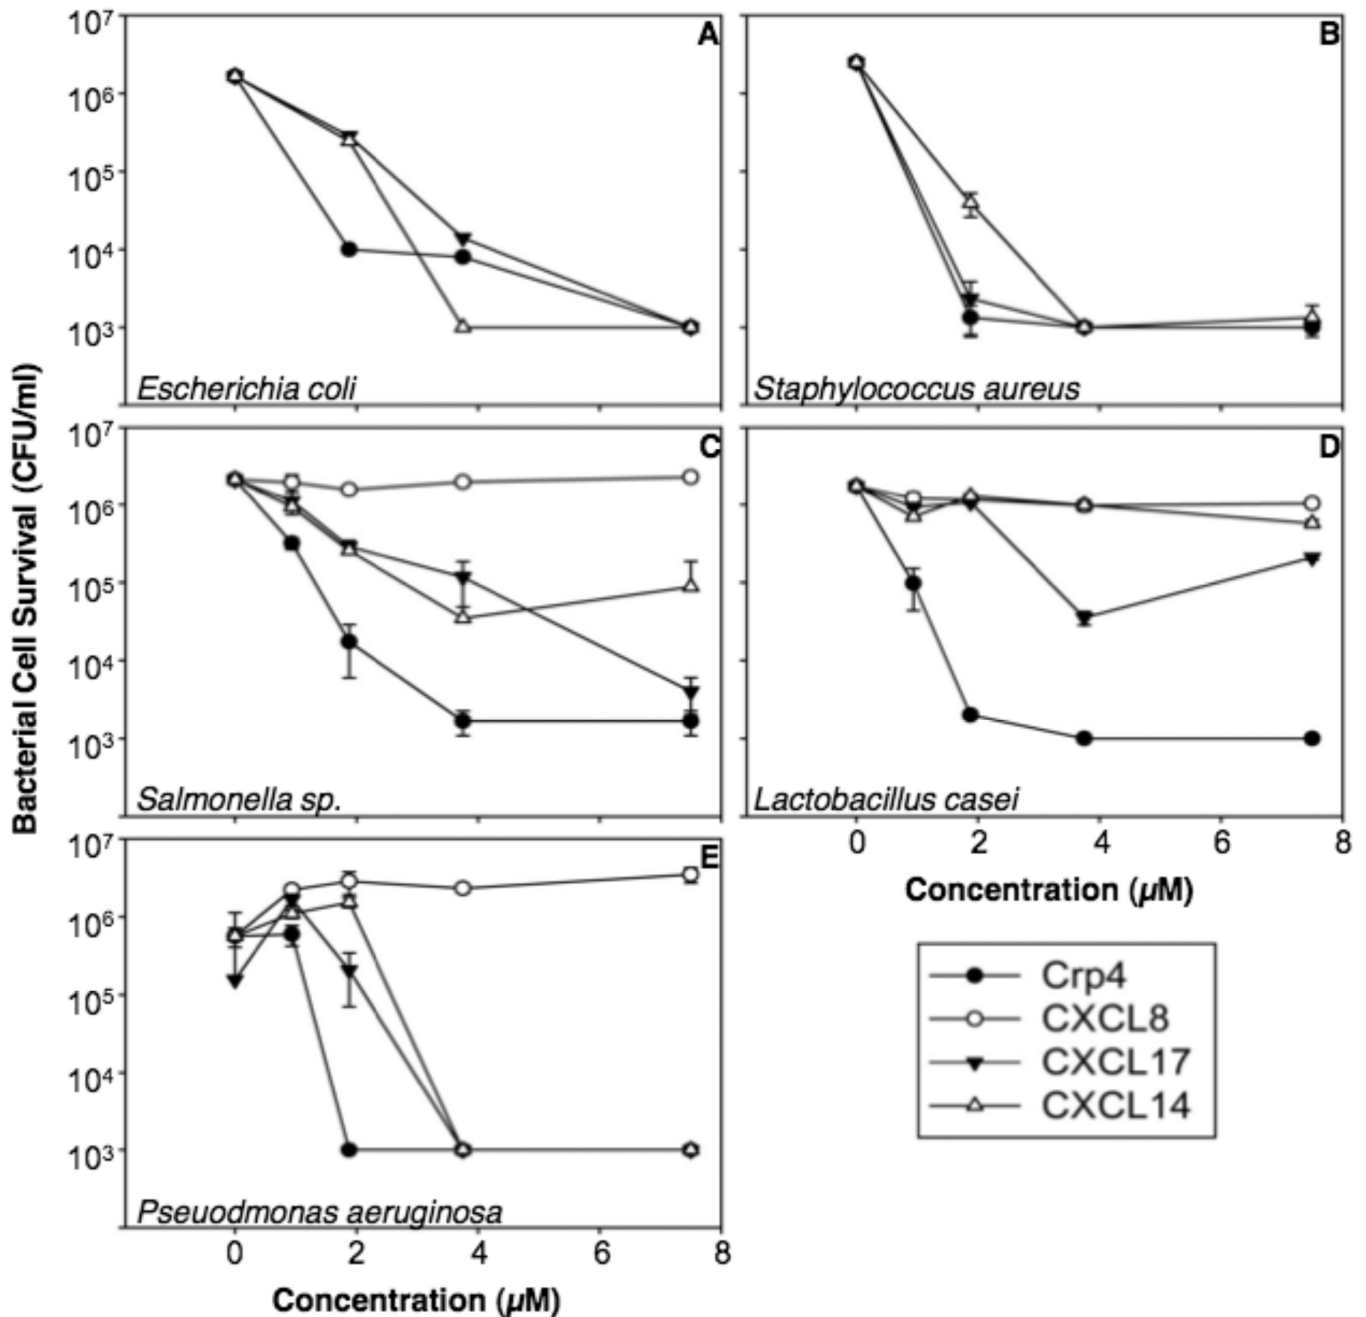 Bacterial Cell Survival (CFU/ml)
10⁷
10⁶
10⁵
10⁴
10³
A
Escherichia coli
B
Staphylococcus aureus
10⁷
10⁶
10⁵
10⁴
10³
C
Salmonella sp.
D
Lactobacillus casei
0 2 4 6 8
Concentration (µM)
10⁷
10⁶
10⁵
10⁴
10³
E
Pseuodmonas aeruginosa
0 2 4 6 8
Concentration (µM)
Crp4
CXCL8
CXCL17
CXCL14